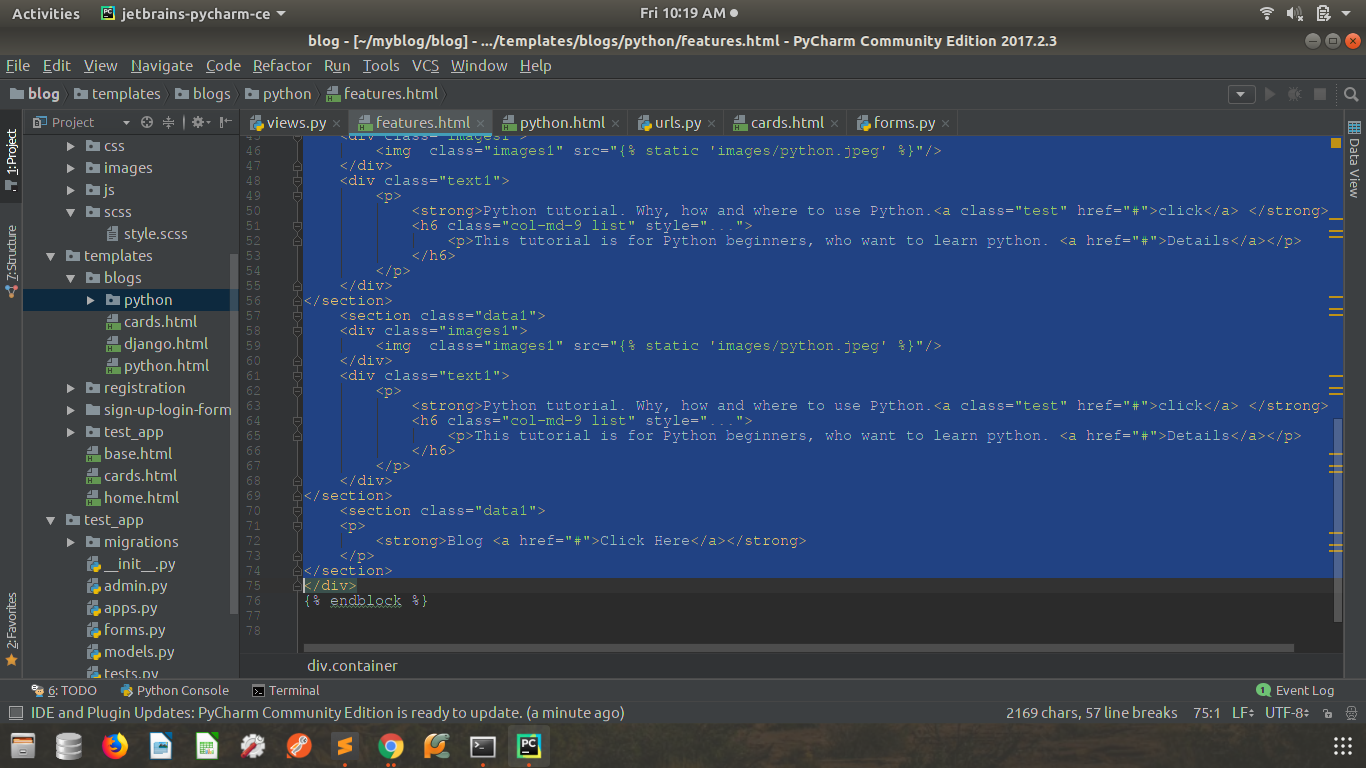 Activities jetbrains-pycharm-ce Fri 10:19 AM
blog - [~/myblog/blog] - .../templates/blogs/python/features.html - PyCharm Community Edition 2017.2.3
File Edit View Navigate Code Refactor Run Tools VCS Window Help
blog templates blogs python features.html
Project
views.py features.html python.html urls.py cards.html forms.py
1: Project
7: Structure
2: Favorites
css
images
js
scss
style.scss
templates
blogs
python
cards.html
django.html
python.html
registration
sign-up-login-form
test_app
base.html
cards.html
home.html
test_app
migrations
__init__.py
admin.py
apps.py
forms.py
models.py
tests.py
45 <div class="images1">
46 <img  class="images1" src="{% static 'images/python.jpeg' %}"/>
47 </div>
48 <div class="text1">
49 <p>
50 <strong>Python tutorial. Why, how and where to use Python.<a class="test" href="#">click</a> </strong>
51 <h6 class="col-md-9 list" style="...">
52 <p>This tutorial is for Python beginners, who want to learn python. <a href="#">Details</a></p>
53 </h6>
54 </p>
55 </div>
56 </section>
57 <section class="data1">
58 <div class="images1">
59 <img  class="images1" src="{% static 'images/python.jpeg' %}"/>
60 </div>
61 <div class="text1">
62 <p>
63 <strong>Python tutorial. Why, how and where to use Python.<a class="test" href="#">click</a> </strong>
64 <h6 class="col-md-9 list" style="...">
65 <p>This tutorial is for Python beginners, who want to learn python. <a href="#">Details</a></p>
66 </h6>
67 </p>
68 </div>
69 </section>
70 <section class="data1">
71 <p>
72 <strong>Blog <a href="#">Click Here</a></strong>
73 </p>
74 </section>
75 </div>
76 {% endblock %}
77
78
Data View
div.container
6: TODO Python Console Terminal 1 Event Log
IDE and Plugin Updates: PyCharm Community Edition is ready to update. (a minute ago) 2169 chars, 57 line breaks 75:1 LF UTF-8
PC